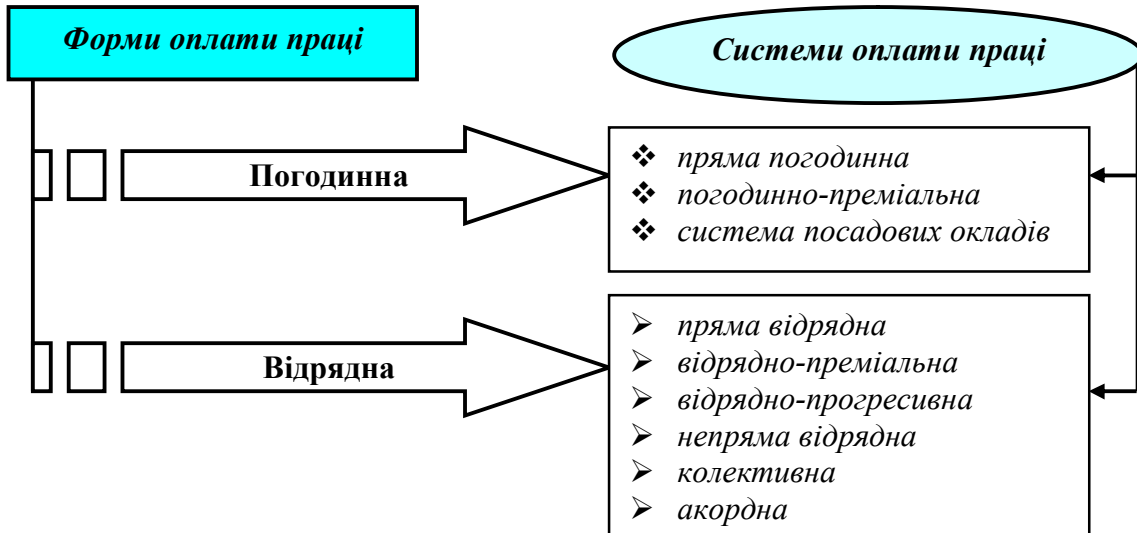 Форми оплати праці
Системи оплати праці
Погодинна
❖ пряма погодинна
❖ погодинно-преміальна
❖ система посадових окладів
Відрядна
➢ пряма відрядна
➢ відрядно-преміальна
➢ відрядно-прогресивна
➢ непряма відрядна
➢ колективна
➢ акордна